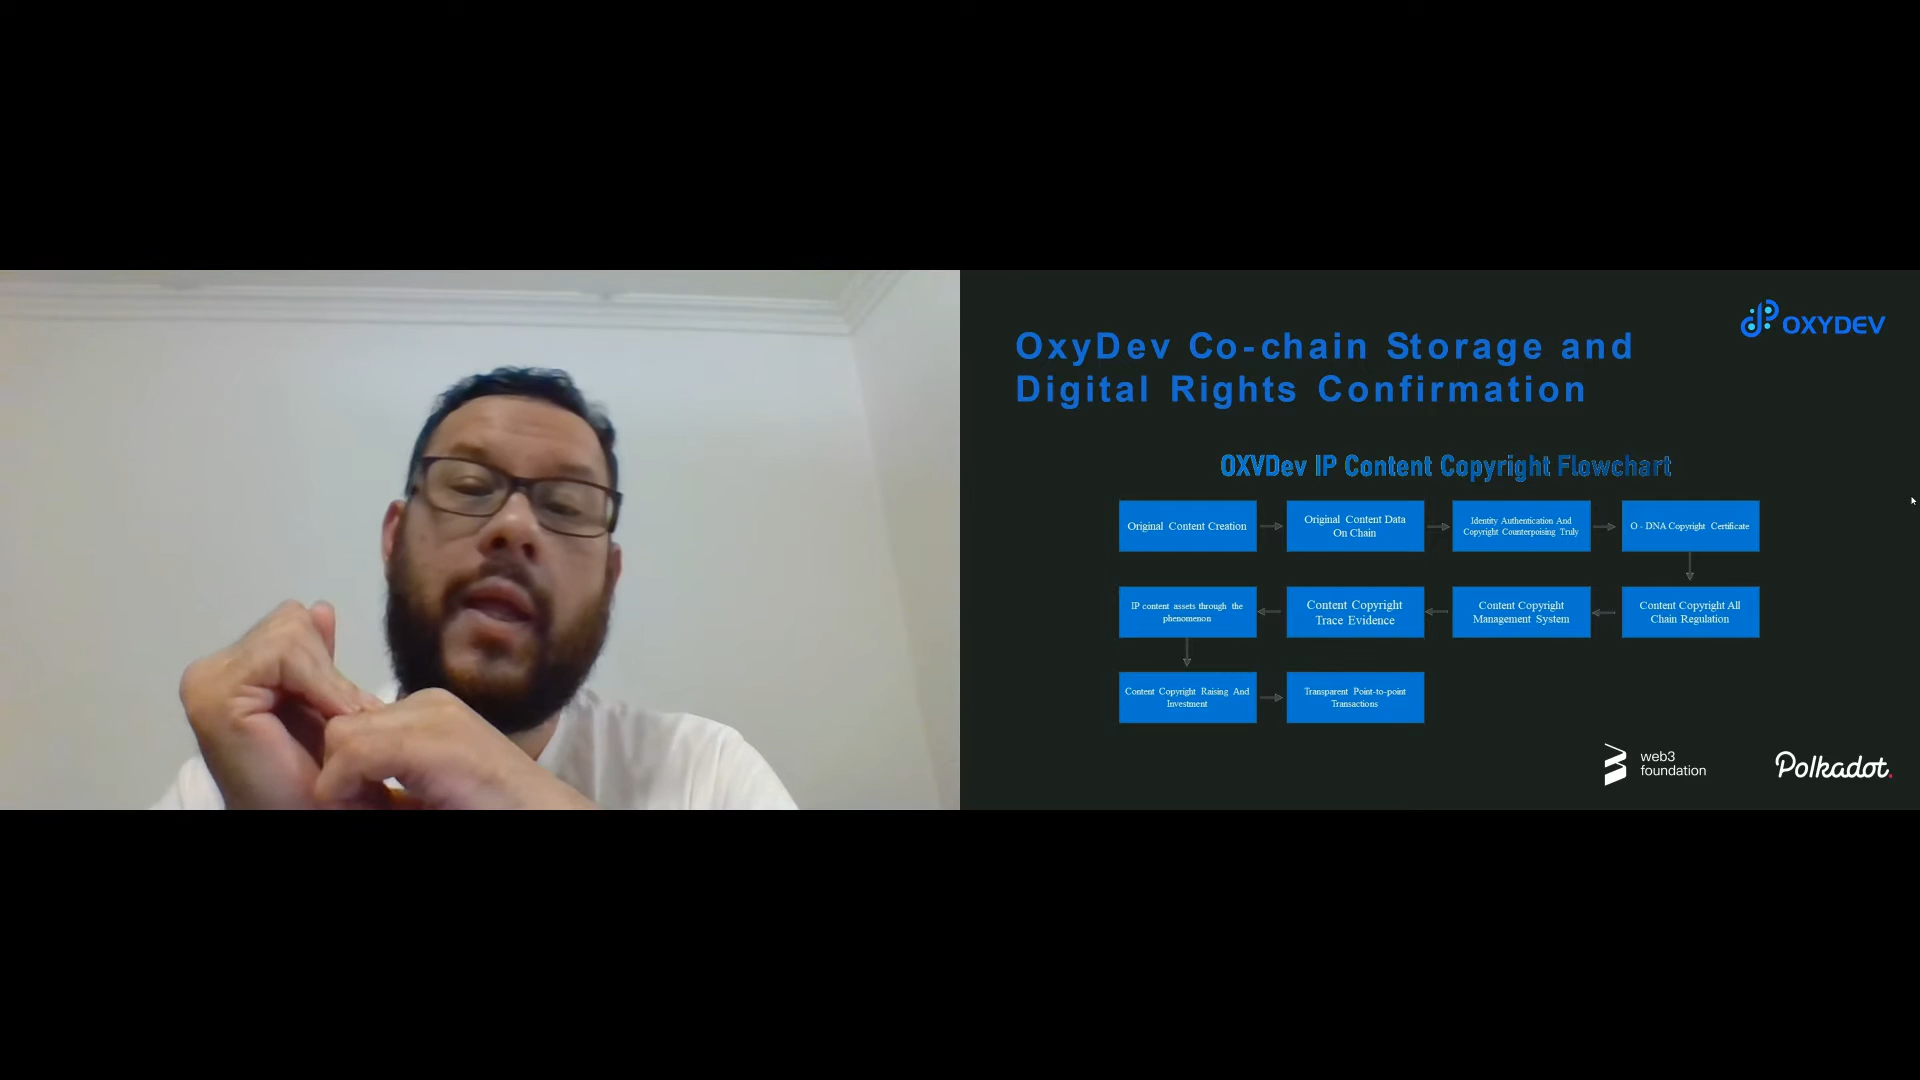 OXYDEV
OxyDev Co-chain Storage and
Digital Rights Confirmation
OXVDev IP Content Copyright Flowchart
Original Content Creation
Original Content Data
On Chain
Identity Authentication And
Copyright Counterpoising Truly
O - DNA Copyright Certificate
IP content assets through the
phenomenon
Content Copyright
Trace Evidence
Content Copyright
Management System
Content Copyright All
Chain Regulation
Content Copyright Raising And
Investment
Transparent Point-to-point
Transactions
web3
foundation
Polkadot.